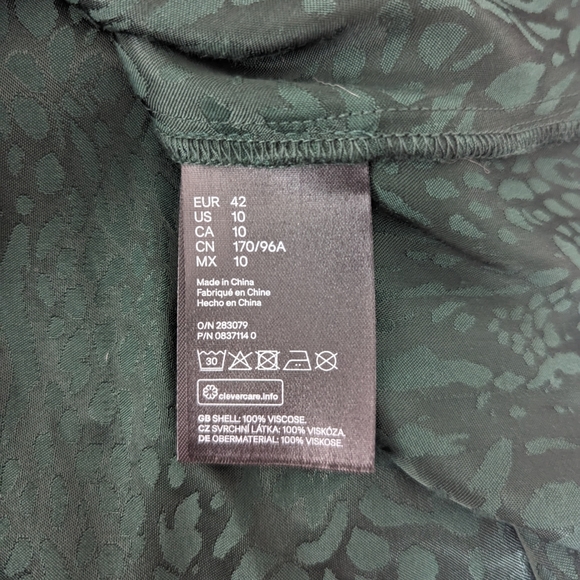 EUR 42
US 10
CA 10
CN 170/96A
MX 10
Made in China
Fabriqué en Chine
Hecho en China
O/N 283079
P/N 0837114 0
30
clevercare.info
GB SHELL: 100% VISCOSE.
CZ SVRCHNÍ LÁTKA: 100% VISKÓZA.
DE OBERMATERIAL: 100% VISKOSE.